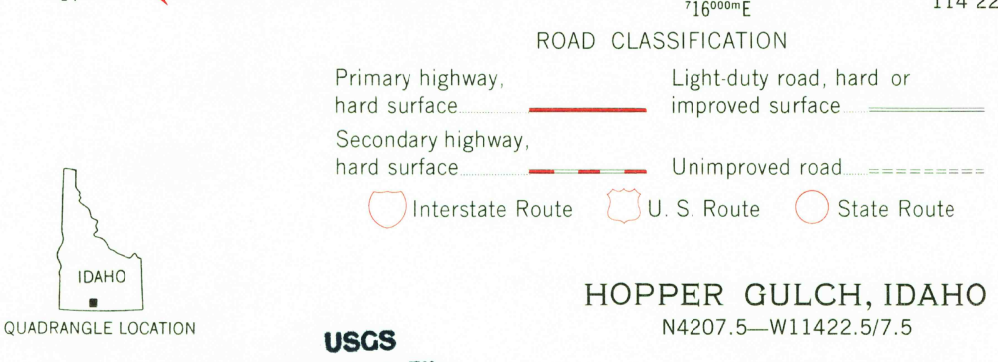 ⁷16⁰⁰⁰ᵐE
114 22
ROAD CLASSIFICATION
Primary highway,
hard surface
Light-duty road, hard or
improved surface
Secondary highway,
hard surface
Unimproved road
Interstate Route
U. S. Route
State Route
IDAHO
QUADRANGLE LOCATION
HOPPER GULCH, IDAHO
N4207.5—W11422.5/7.5
USGS